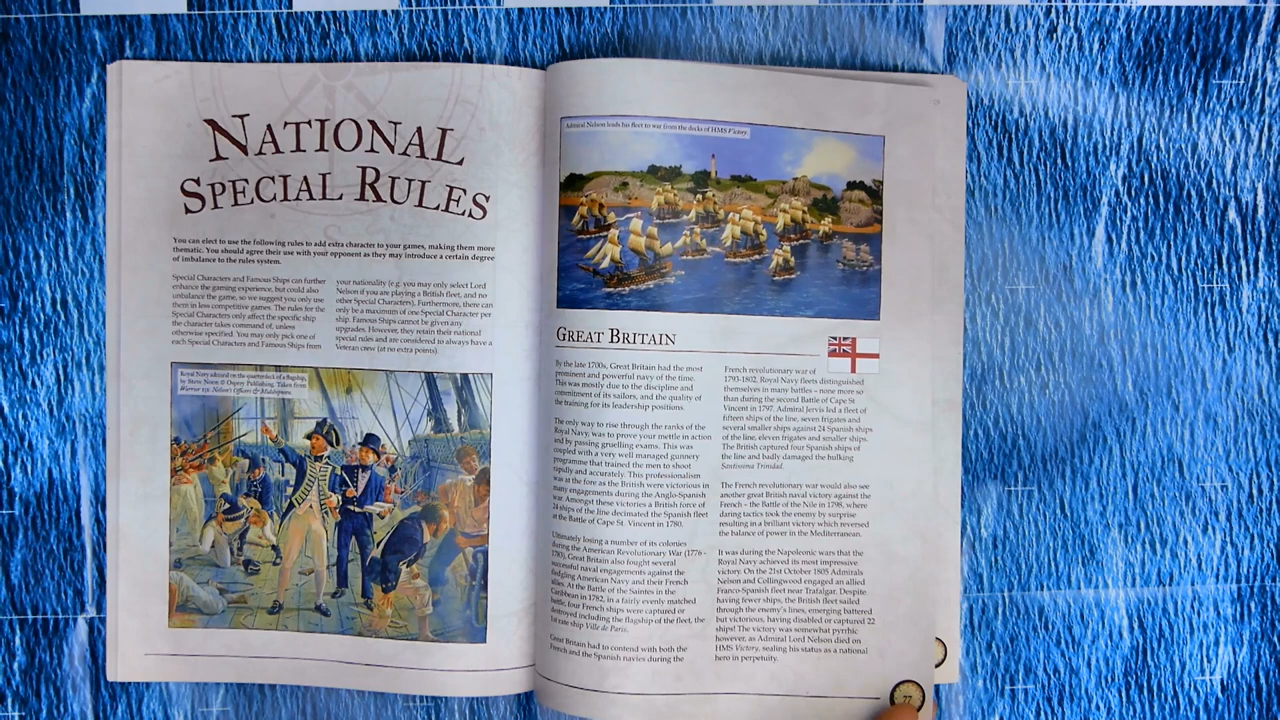 NATIONAL
SPECIAL RULES
You can elect to use the following rules to add extra character to your games, making them more
thematic. You should agree their use with your opponent as they may introduce a certain degree
of imbalance to the rules system.
Special Characters and Famous Ships can further
enhance the gaming experience, but could also
unbalance the game, so we suggest you only use
them in less competitive games. The rules for the
Special Characters only affect the specific ship
the character takes command of, unless
otherwise specified. You may only pick one of
each Special Characters and Famous Ships from
your nationality (e.g. you may only select Lord
Nelson if you are playing a British fleet, and no
other Special Characters). Furthermore, there can
only be a maximum of one Special Character per
ship. Famous Ships cannot be given any
upgrades. However, they retain their national
special rules and are considered to always have a
Veteran crew (at no extra points).
Royal Navy admiral on the quarterdeck of a flagship,
by Steve Noon © Osprey Publishing. Taken from
Warrior 131: Nelson's Officers & Midshipmen.
Admiral Nelson leads his fleet to war from the decks of HMS Victory.
GREAT BRITAIN
By the late 1700s, Great Britain had the most
prominent and powerful navy of the time.
This was mostly due to the discipline and
commitment of its sailors, and the quality of
the training for its leadership positions.
The only way to rise through the ranks of the
Royal Navy, was to prove your mettle in action
and by passing gruelling exams. This was
coupled with a very well managed gunnery
programme that trained the men to shoot
rapidly and accurately. This professionalism
was at the fore as the British were victorious in
many engagements during the Anglo-Spanish
war. Amongst these victories a British force of
24 ships of the line decimated the Spanish fleet
at the Battle of Cape St. Vincent in 1780.
Ultimately losing a number of its colonies
during the American Revolutionary War (1776 -
1783), Great Britain also fought several
successful naval engagements against the
fledgling American Navy and their French
allies. At the Battle of the Saintes in the
Caribbean in 1782, in a fairly evenly matched
battle, four French ships were captured or
destroyed including the flagship of the fleet, the
1st rate ship Ville de Paris.
Great Britain had to contend with both the
French and the Spanish navies during the
French revolutionary war of
1793-1802. Royal Navy fleets distinguished
themselves in many battles – none more so
than during the second Battle of Cape St
Vincent in 1797. Admiral Jervis led a fleet of
fifteen ships of the line, seven frigates and
several smaller ships against 24 Spanish ships
of the line, eleven frigates and smaller ships.
The British captured four Spanish ships of
the line and badly damaged the hulking
Santissima Trinidad.
The French revolutionary war would also see
another great British naval victory against the
French – the Battle of the Nile in 1798, where
daring tactics took the enemy by surprise
resulting in a brilliant victory which reversed
the balance of power in the Mediterranean.
It was during the Napoleonic wars that the
Royal Navy achieved its most impressive
victory. On the 21st October 1805 Admirals
Nelson and Collingwood engaged an allied
Franco-Spanish fleet near Trafalgar. Despite
having fewer ships, the British fleet sailed
through the enemy's lines, emerging battered
but victorious, having disabled or captured 22
ships! The victory was somewhat pyrrhic
however, as Admiral Lord Nelson died on
HMS Victory, sealing his status as a national
hero in perpetuity.
77